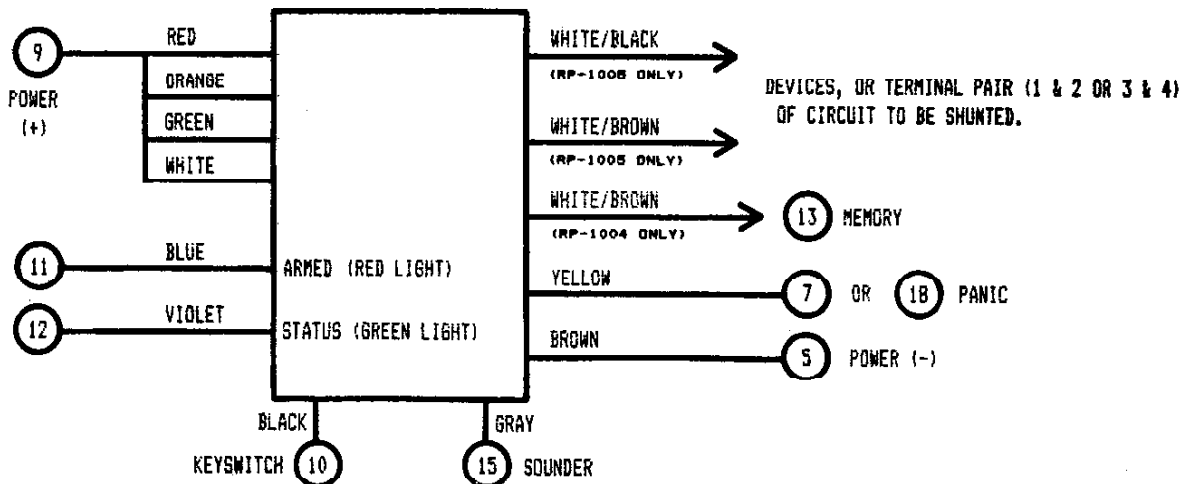 9
POWER
(+)
RED
ORANGE
GREEN
WHITE
11
BLUE
ARMED (RED LIGHT)
12
VIOLET
STATUS (GREEN LIGHT)
WHITE/BLACK
(RP-1005 ONLY)
DEVICES, OR TERMINAL PAIR (1 & 2 OR 3 & 4)
OF CIRCUIT TO BE SHUNTED.
WHITE/BROWN
(RP-1005 ONLY)
WHITE/BROWN
(RP-1004 ONLY)
13 MEMORY
YELLOW
7 OR 18 PANIC
BROWN
5 POWER (-)
BLACK
KEYSWITCH 10
GRAY
15 SOUNDER